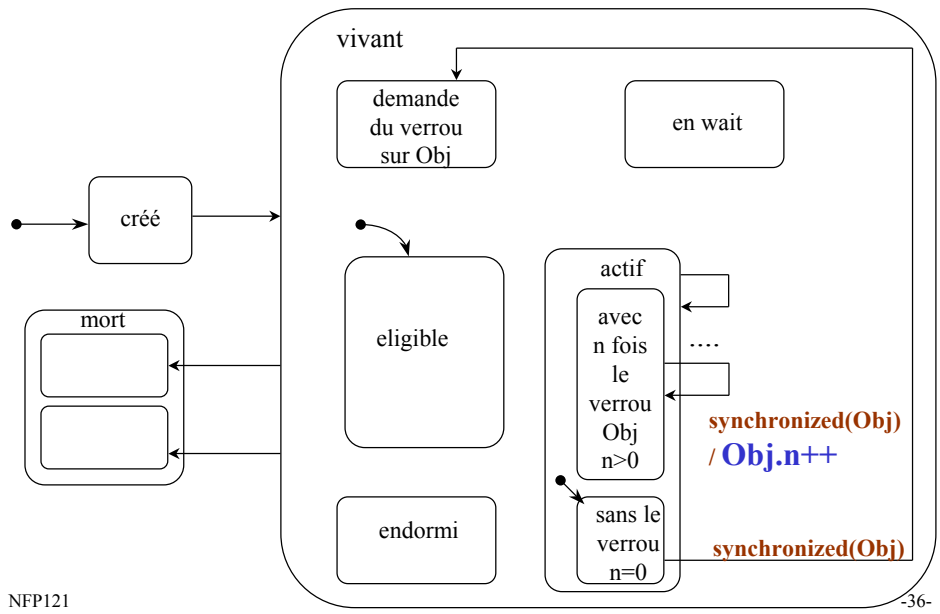 vivant
demande
du verrou
sur Obj
en wait
créé
actif
mort
eligible
avec
n fois
le
verrou
Obj
n>0
....
synchronized(Obj)
/ Obj.n++
endormi
sans le
verrou
n=0
synchronized(Obj)
NFP121
-36-